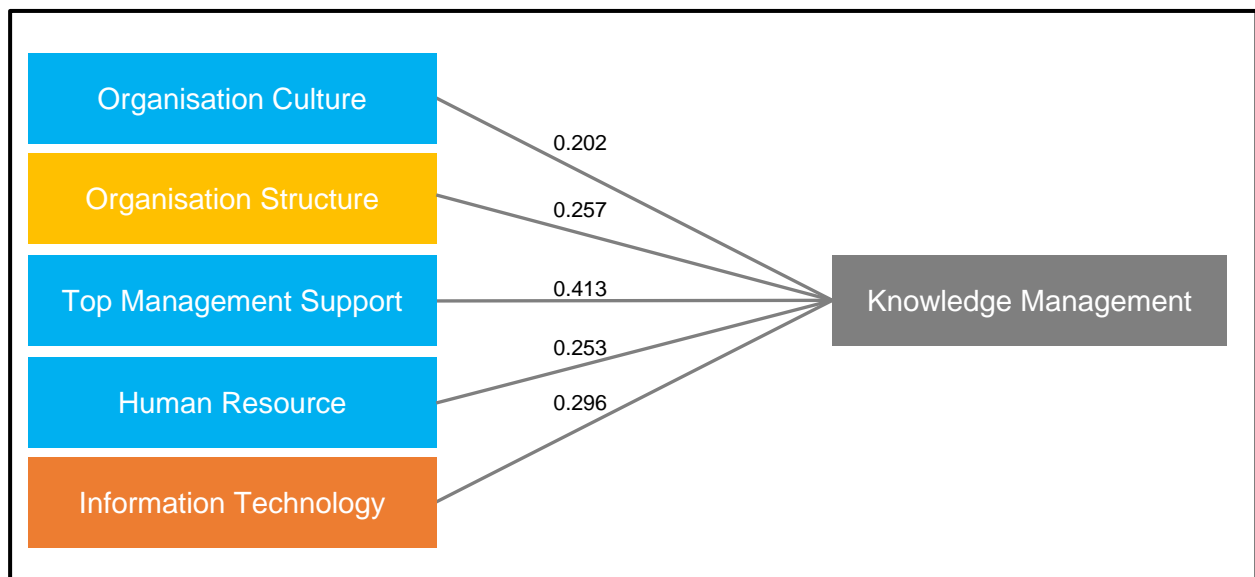 Organisation Culture
0.202
Organisation Structure
0.257
Top Management Support
0.413
Knowledge Management
0.253
Human Resource
0.296
Information Technology